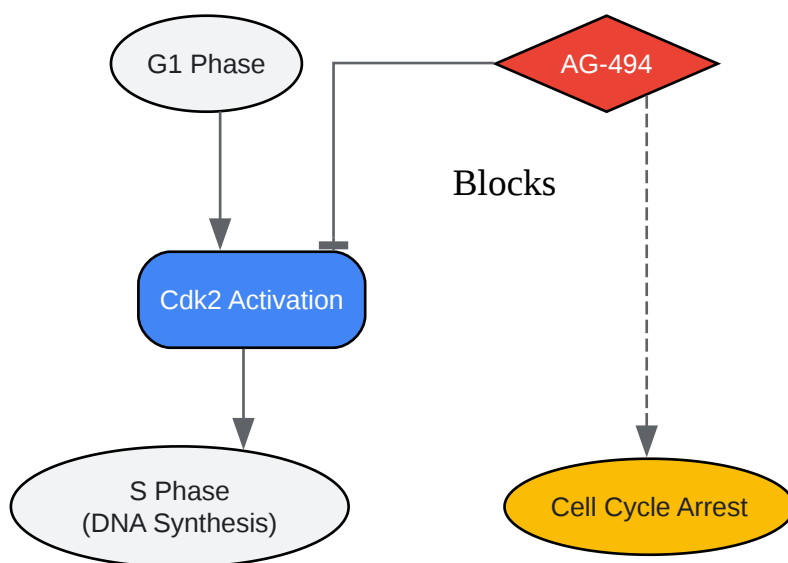 G1 Phase
AG-494
Blocks
Cdk2 Activation
S Phase
(DNA Synthesis)
Cell Cycle Arrest